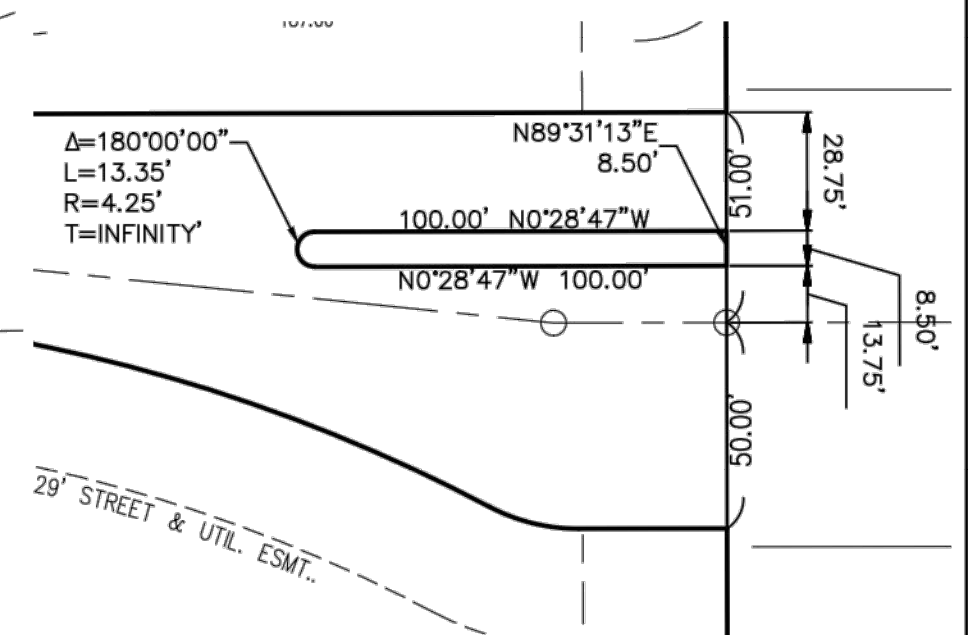 Δ=180°00'00"
L=13.35'
R=4.25'
T=INFINITY'
N89°31'13"E
8.50'
100.00' N0°28'47"W
N0°28'47"W 100.00'
51.00'
28.75'
8.50'
13.75'
50.00'
29' STREET & UTIL. ESMT..